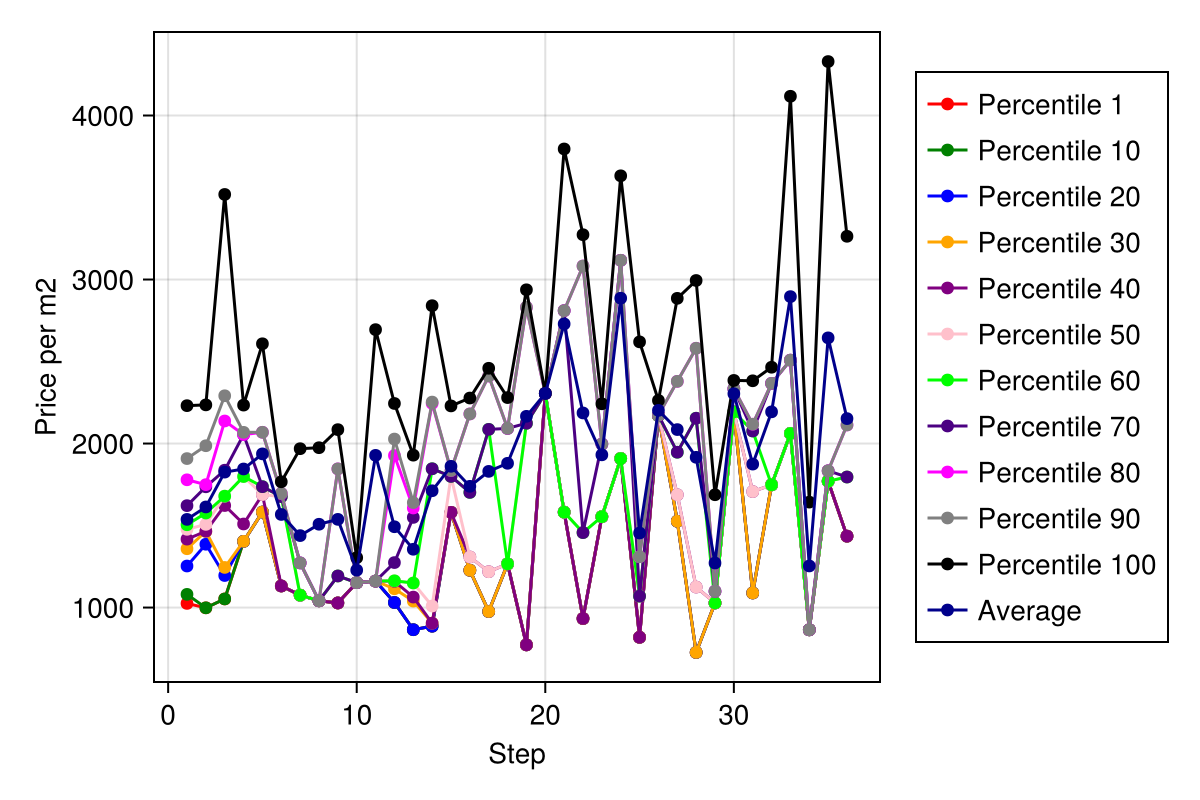 4000
3000
2000
1000
Price per m2
0
10
20
30
Step
Percentile 1
Percentile 10
Percentile 20
Percentile 30
Percentile 40
Percentile 50
Percentile 60
Percentile 70
Percentile 80
Percentile 90
Percentile 100
Average